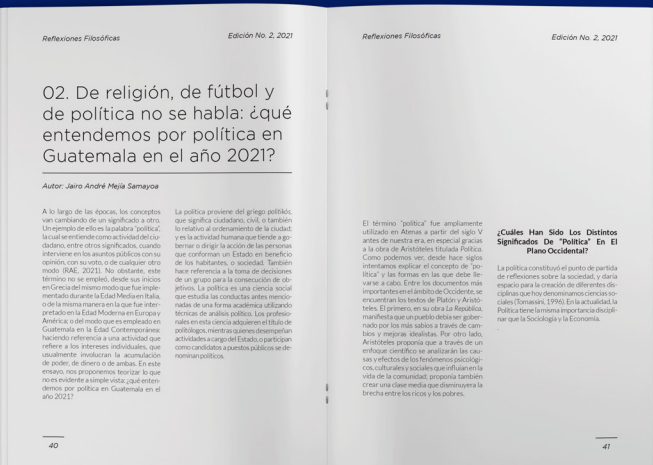 Reflexiones Filosóficas
Edición No. 2, 2021
02. De religión, de fútbol y
de política no se habla: ¿qué
entendemos por política en
Guatemala en el año 2021?
Autor: Jairo André Mejía Samayoa
A lo largo de las épocas, los conceptos
van cambiando de un significado a otro.
Un ejemplo de ello es la palabra “política”,
la cual se entiende como actividad del ciu-
dadano, entre otros significados, cuando
interviene en los asuntos públicos con su
opinión, con su voto, o de cualquier otro
modo (RAE, 2021). No obstante, este
término no se empleó, desde sus inicios
en Grecia del mismo modo que fue imple-
mentado durante la Edad Media en Italia,
o de la misma manera en la que fue inter-
pretado en la Edad Moderna en Europa y
América; o del modo que es empleado en
Guatemala en la Edad Contemporánea:
haciendo referencia a una actividad que
refiere a los intereses individuales, que
usualmente involucran la acumulación
de poder, de dinero o de ambas. En este
ensayo, nos proponemos teorizar lo que
no es evidente a simple vista: ¿qué enten-
demos por política en Guatemala en el
año 2021?
La política proviene del griego politikós,
que significa ciudadano, civil, o también
lo relativo al ordenamiento de la ciudad;
y es la actividad humana que tiende a go-
bernar o dirigir la acción de las personas
que conforman un Estado en beneficio
de los habitantes, o sociedad. También
hace referencia a la toma de decisiones
de un grupo para la consecución de ob-
jetivos. La política es una ciencia social
que estudia las conductas antes mencio-
nadas de una forma académica utilizando
técnicas de análisis político. Los profesio-
nales en esta ciencia adquieren el título de
politólogos, mientras quienes desempeñan
actividades a cargo del Estado, o participan
como candidatos a puestos públicos se de-
nominan políticos.
40
Reflexiones Filosóficas
Edición No. 2, 2021
El término “política” fue ampliamente
utilizado en Atenas a partir del siglo V
antes de nuestra era, en especial gracias
a la obra de Aristóteles titulada Política.
Como podemos ver, desde hace siglos
intentamos explicar el concepto de “po-
lítica” y las formas en las que debe lle-
varse a cabo. Entre los documentos más
importantes en el ámbito de Occidente, se
encuentran los textos de Platón y Aristó-
teles. El primero, en su obra La República,
manifiesta que un pueblo debía ser gober-
nado por los más sabios a través de cam-
bios y mejoras idealistas. Por otro lado,
Aristóteles proponía que a través de un
enfoque científico se analizarán las cau-
sas y efectos de los fenómenos psicológi-
cos, culturales y sociales que influían en la
vida de la comunidad; proponía también
crear una clase media que disminuyera la
brecha entre los ricos y los pobres.
¿Cuáles Han Sido Los Distintos
Significados De “Política” En El
Plano Occidental?
La política constituyó el punto de partida
de reflexiones sobre la sociedad, y daría
espacio para la creación de diferentes dis-
ciplinas que hoy denominamos ciencias so-
ciales (Tomassini, 1996). En la actualidad, la
Política tiene la misma importancia discipli-
nar que la Sociología y la Economía.
.
41